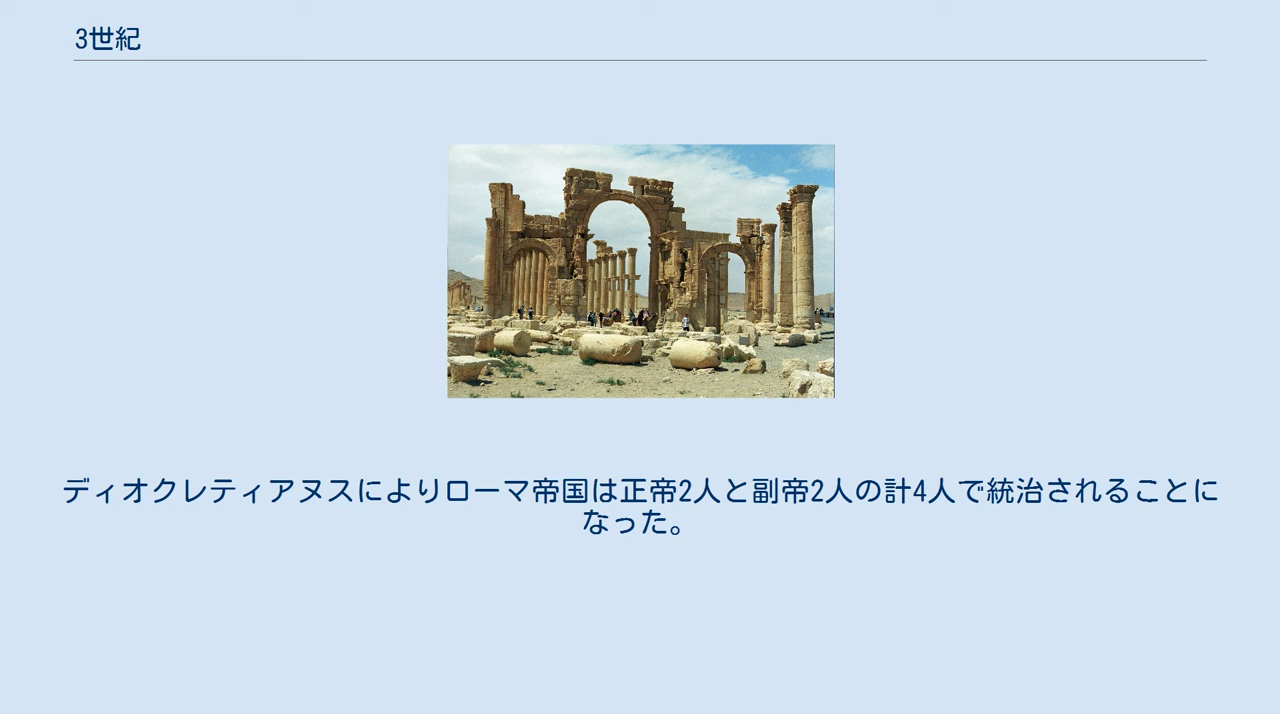 3世紀
ディオクレティアヌスによりローマ帝国は正帝2人と副帝2人の計4人で統治されることに
なった。